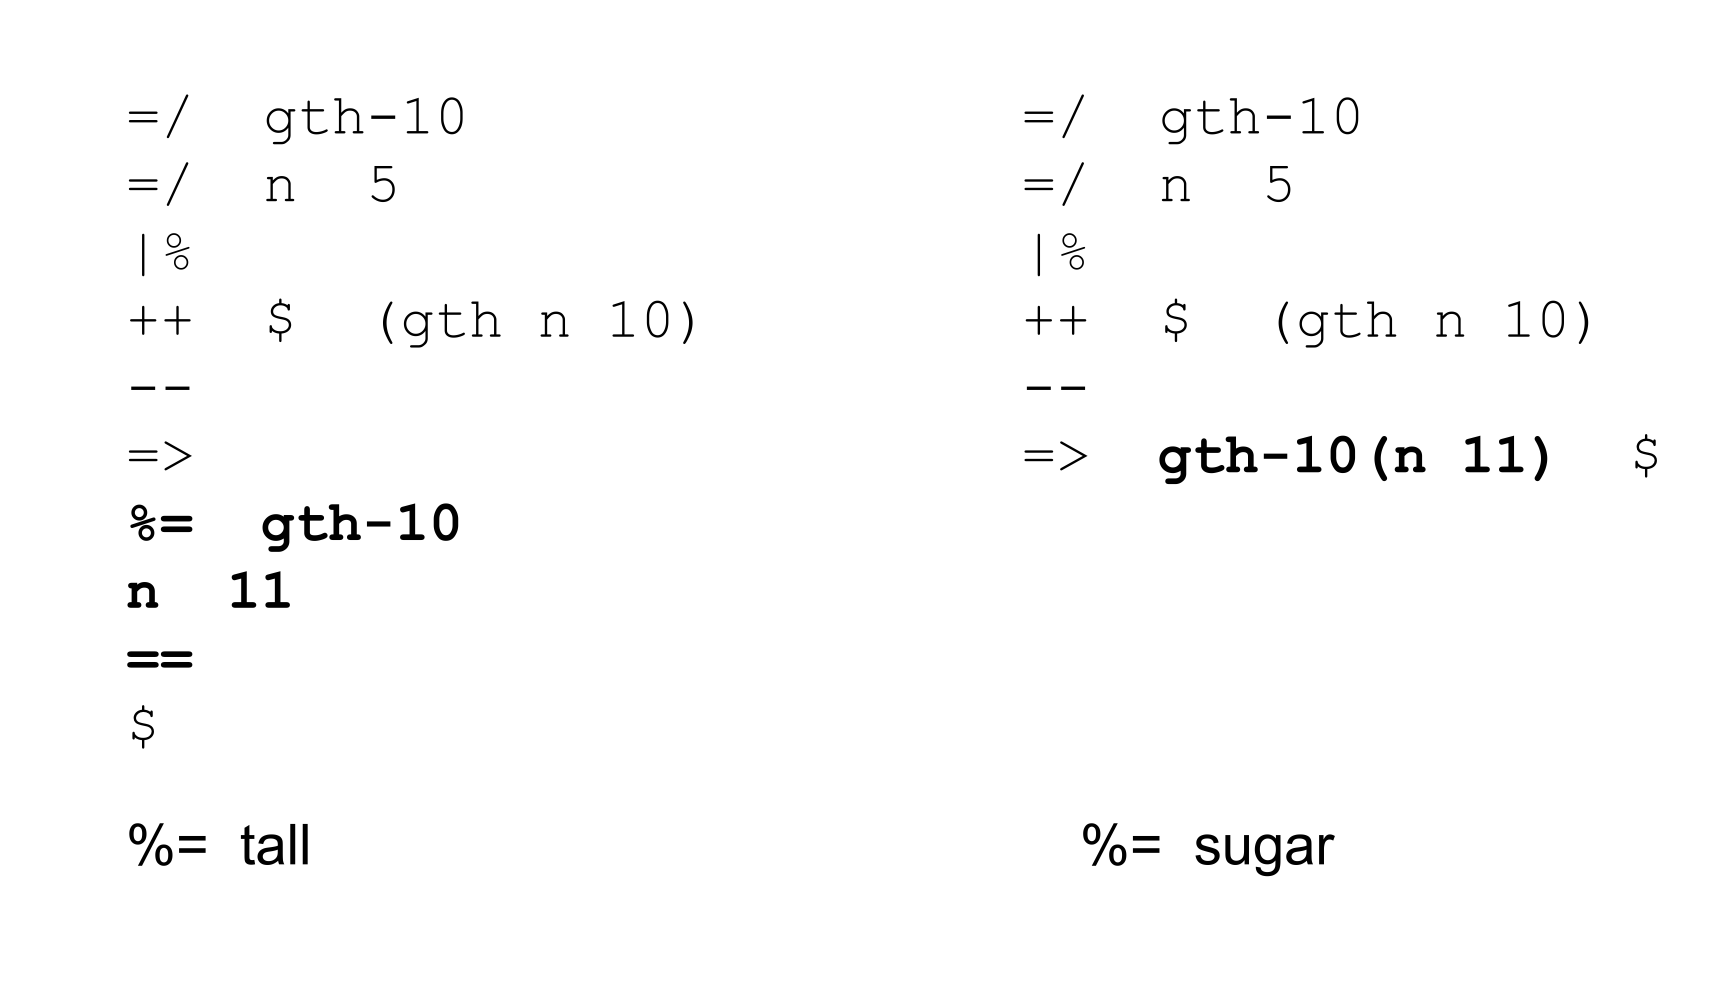 =/  gth-10
=/  n  5
|%
++  $  (gth n 10)
--
=>
%=  gth-10
n  11
==
$
%=  tall
=/  gth-10
=/  n  5
|%
++  $  (gth n 10)
--
=>  gth-10(n 11)  $
%=  sugar